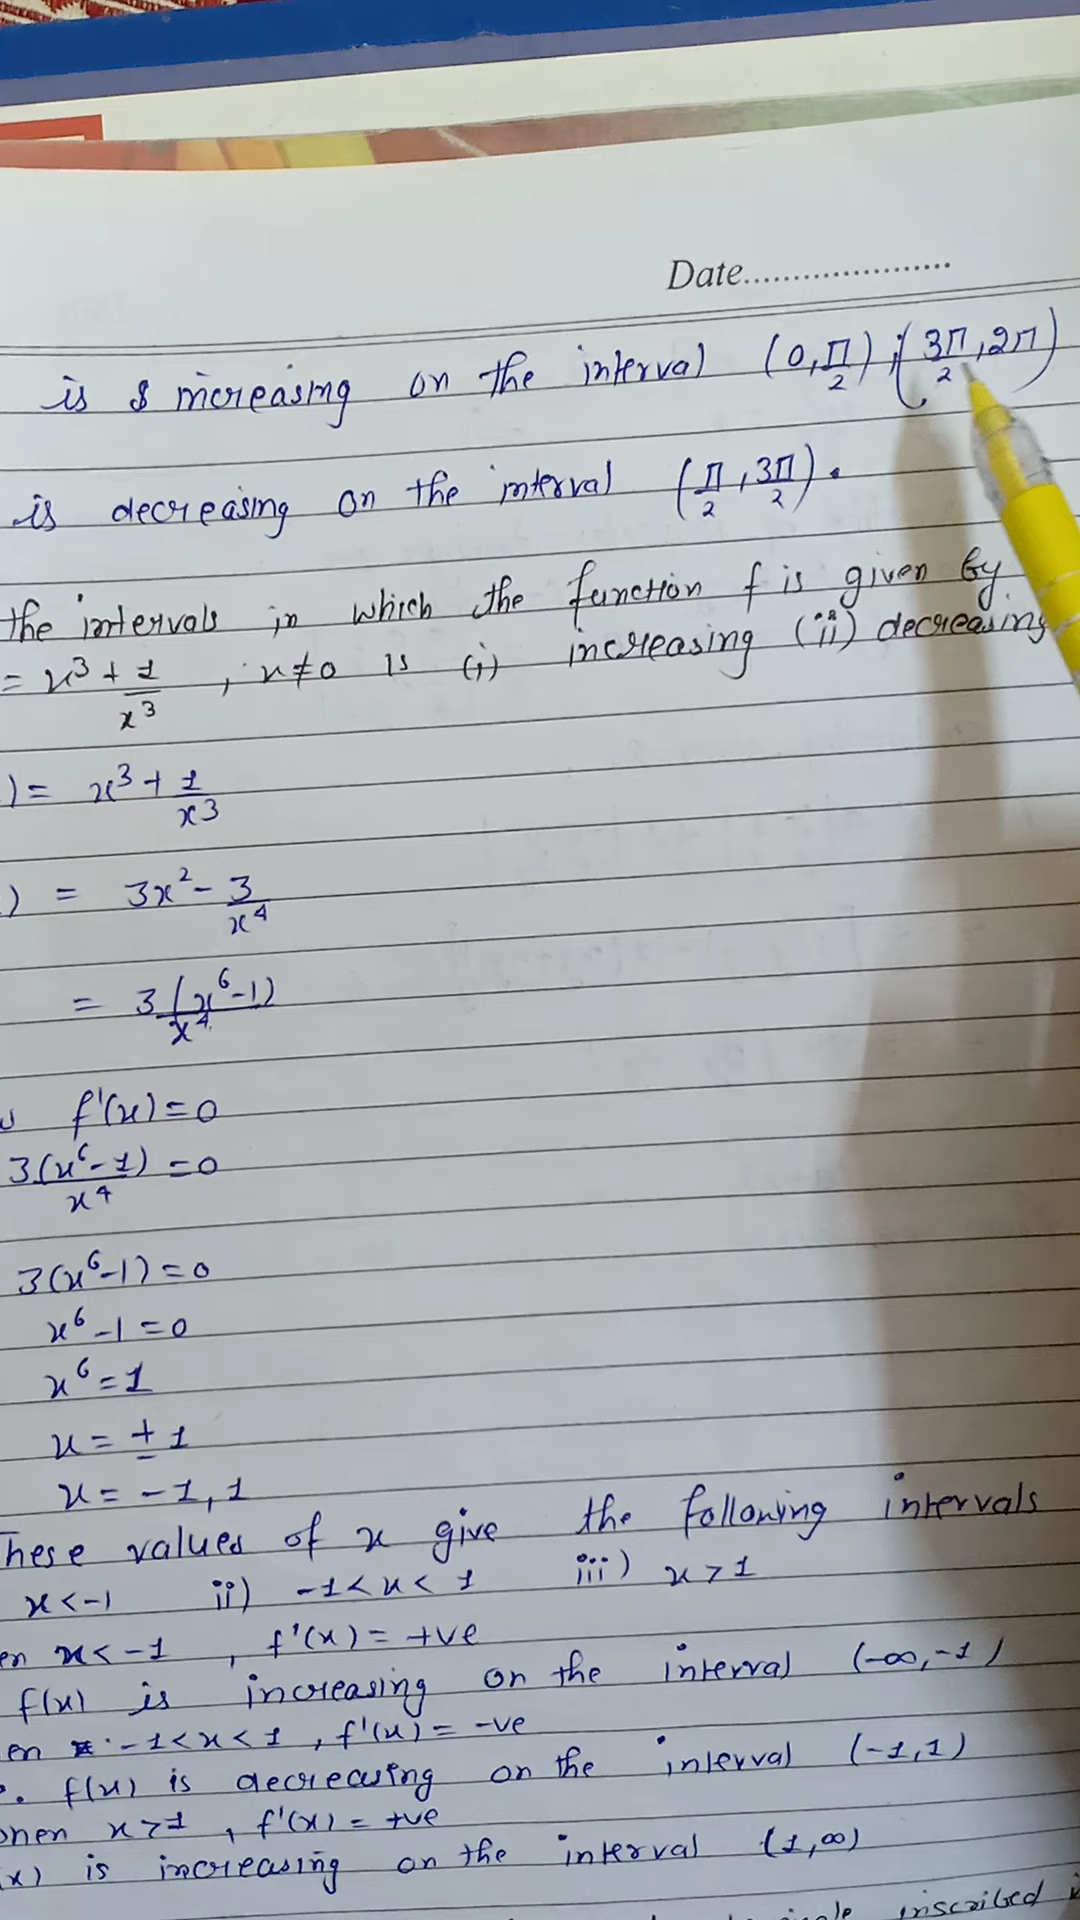 Date.....................
is increasing on the interval (0, π/2), (3π/2, 2π)
is decreasing on the interval (π/2, 3π/2).
the intervals in which the function f is given by
= x³ + 1/x³, x≠0 is (i) increasing (ii) decreasing
) = x³ + 1/x³
) = 3x² - 3/x⁴
= 3(x⁶-1)/x⁴
f'(x)=0
3(x⁶-1)/x⁴ =0
3(x⁶-1)=0
x⁶-1=0
x⁶=1
x=±1
x=-1,1
These values of x give the following intervals
x<-1 ii) -1<x<1 iii) x>1
en x<-1, f'(x)=+ve
f(x) is increasing on the interval (-∞,-1)
en -1<x<1, f'(x)=-ve
∴ f(x) is decreasing on the interval (-1,1)
when x>1, f'(x)=+ve
(x) is increasing on the interval (1,∞)
inscribed